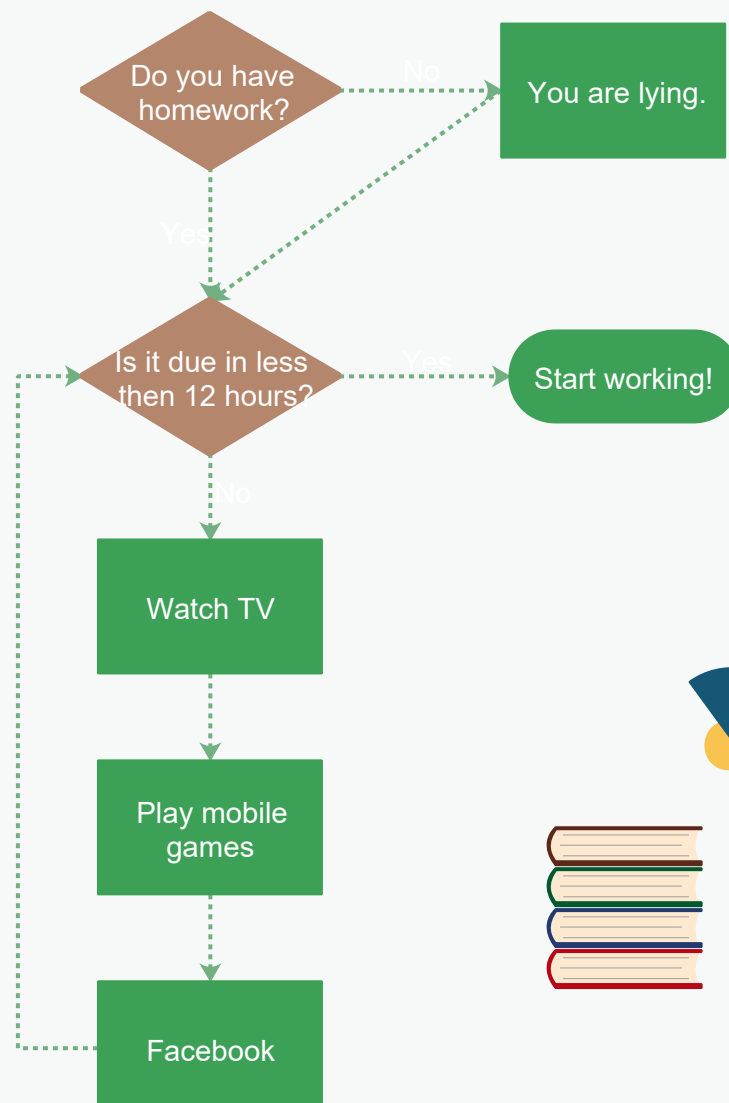 Do you have
homework?
No
You are lying.
Yes
Is it due in less
then 12 hours?
Yes
Start working!
No
Watch TV
Play mobile
games
Facebook